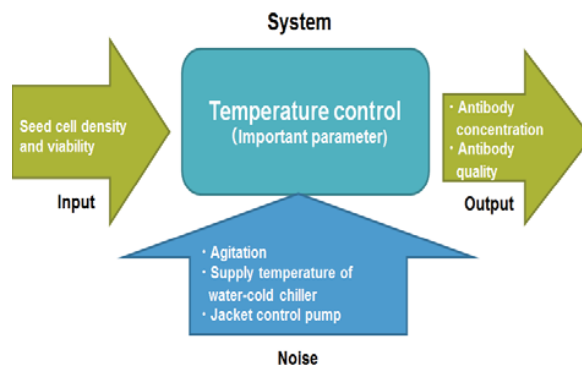 System
Seed cell density
and viability
Input
Temperature control
(Important parameter)
・Antibody
concentration
・Antibody
quality
Output
・Agitation
・Supply temperature of
water-cold chiller
・Jacket control pump
Noise